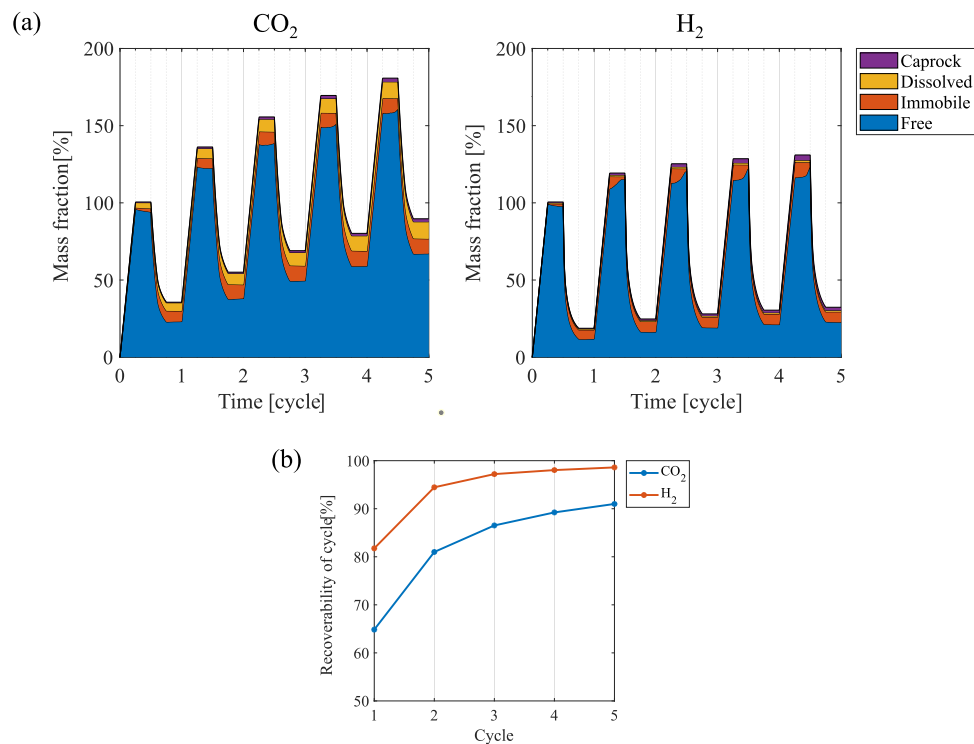 (a)
CO2
H2
Mass fraction[%]
200
150
100
50
0
0 1 2 3 4 5
Time [cycle]
Mass fraction [%]
200
150
100
50
0
0 1 2 3 4 5
Time [cycle]
Caprock
Dissolved
Immobile
Free
(b)
Recoverability of cycle[%]
100
90
80
70
60
50
1 2 3 4 5
Cycle
CO2
H2